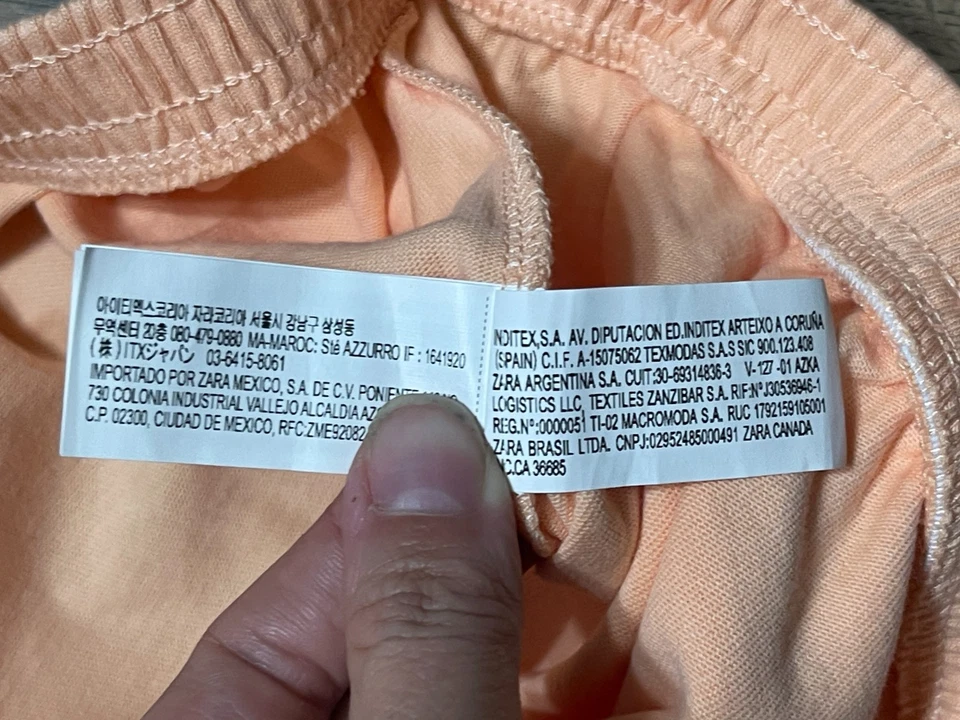 아이티엑스코리아 자라코리아 서울시 강남구 삼성동
무역센터 20층 080-479-0880 MA-MAROC: Sté AZZURRO IF : 1641920
(株)ITXジャパン 03-6415-8061
IMPORTADO POR ZARA MEXICO, S.A. DE C.V. PONIENTE
730 COLONIA INDUSTRIAL VALLEJO ALCALDIA
C.P. 02300, CIUDAD DE MEXICO, RFC:ZME92082
INDITEX,S.A. AV. DIPUTACION ED.INDITEX ARTEIXO A CORUÑA
(SPAIN) C.I.F. A-15075062 TEXMODAS S.A.S SIC 900.123.408
ZARA ARGENTINA S.A. CUIT:30-69314836-3 V-127 -01 AZKA
LOGISTICS LLC, TEXTILES ZANZIBAR S.A. RIF:NºJ30536946-1
REG.Nº:0000051 TI-02 MACROMODA S.A. RUC 1792159105001
ZARA BRASIL LTDA. CNPJ:02952485000491 ZARA CANADA
INC.CA 36685